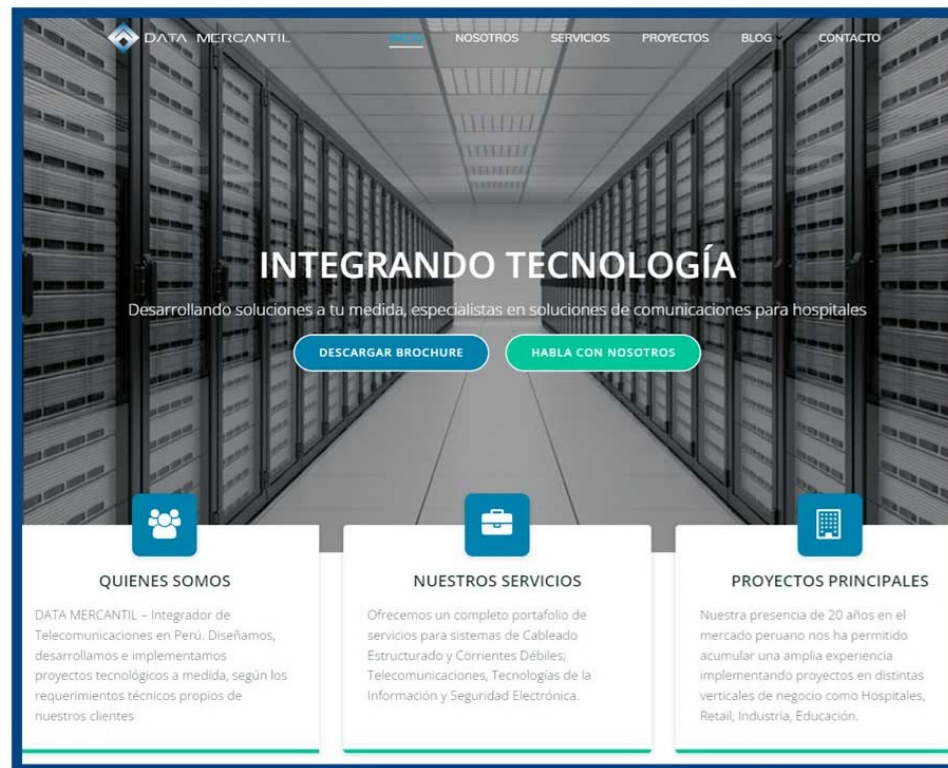 DATA MERCANTIL
INICIO NOSOTROS SERVICIOS PROYECTOS BLOG CONTACTO
INTEGRANDO TECNOLOGÍA
Desarrollando soluciones a tu medida, especialistas en soluciones de comunicaciones para hospitales
DESCARGAR BROCHURE
HABLA CON NOSOTROS
QUIENES SOMOS
DATA MERCANTIL – Integrador de
Telecomunicaciones en Perú. Diseñamos,
desarrollamos e implementamos
proyectos tecnológicos a medida, según los
requerimientos técnicos propios de
nuestros clientes
NUESTROS SERVICIOS
Ofrecemos un completo portafolio de
servicios para sistemas de Cableado
Estructurado y Corrientes Débiles;
Telecomunicaciones, Tecnologías de la
Información y Seguridad Electrónica.
PROYECTOS PRINCIPALES
Nuestra presencia de 20 años en el
mercado peruano nos ha permitido
acumular una amplia experiencia
implementando proyectos en distintas
verticales de negocio como Hospitales,
Retail, Industria, Educación.